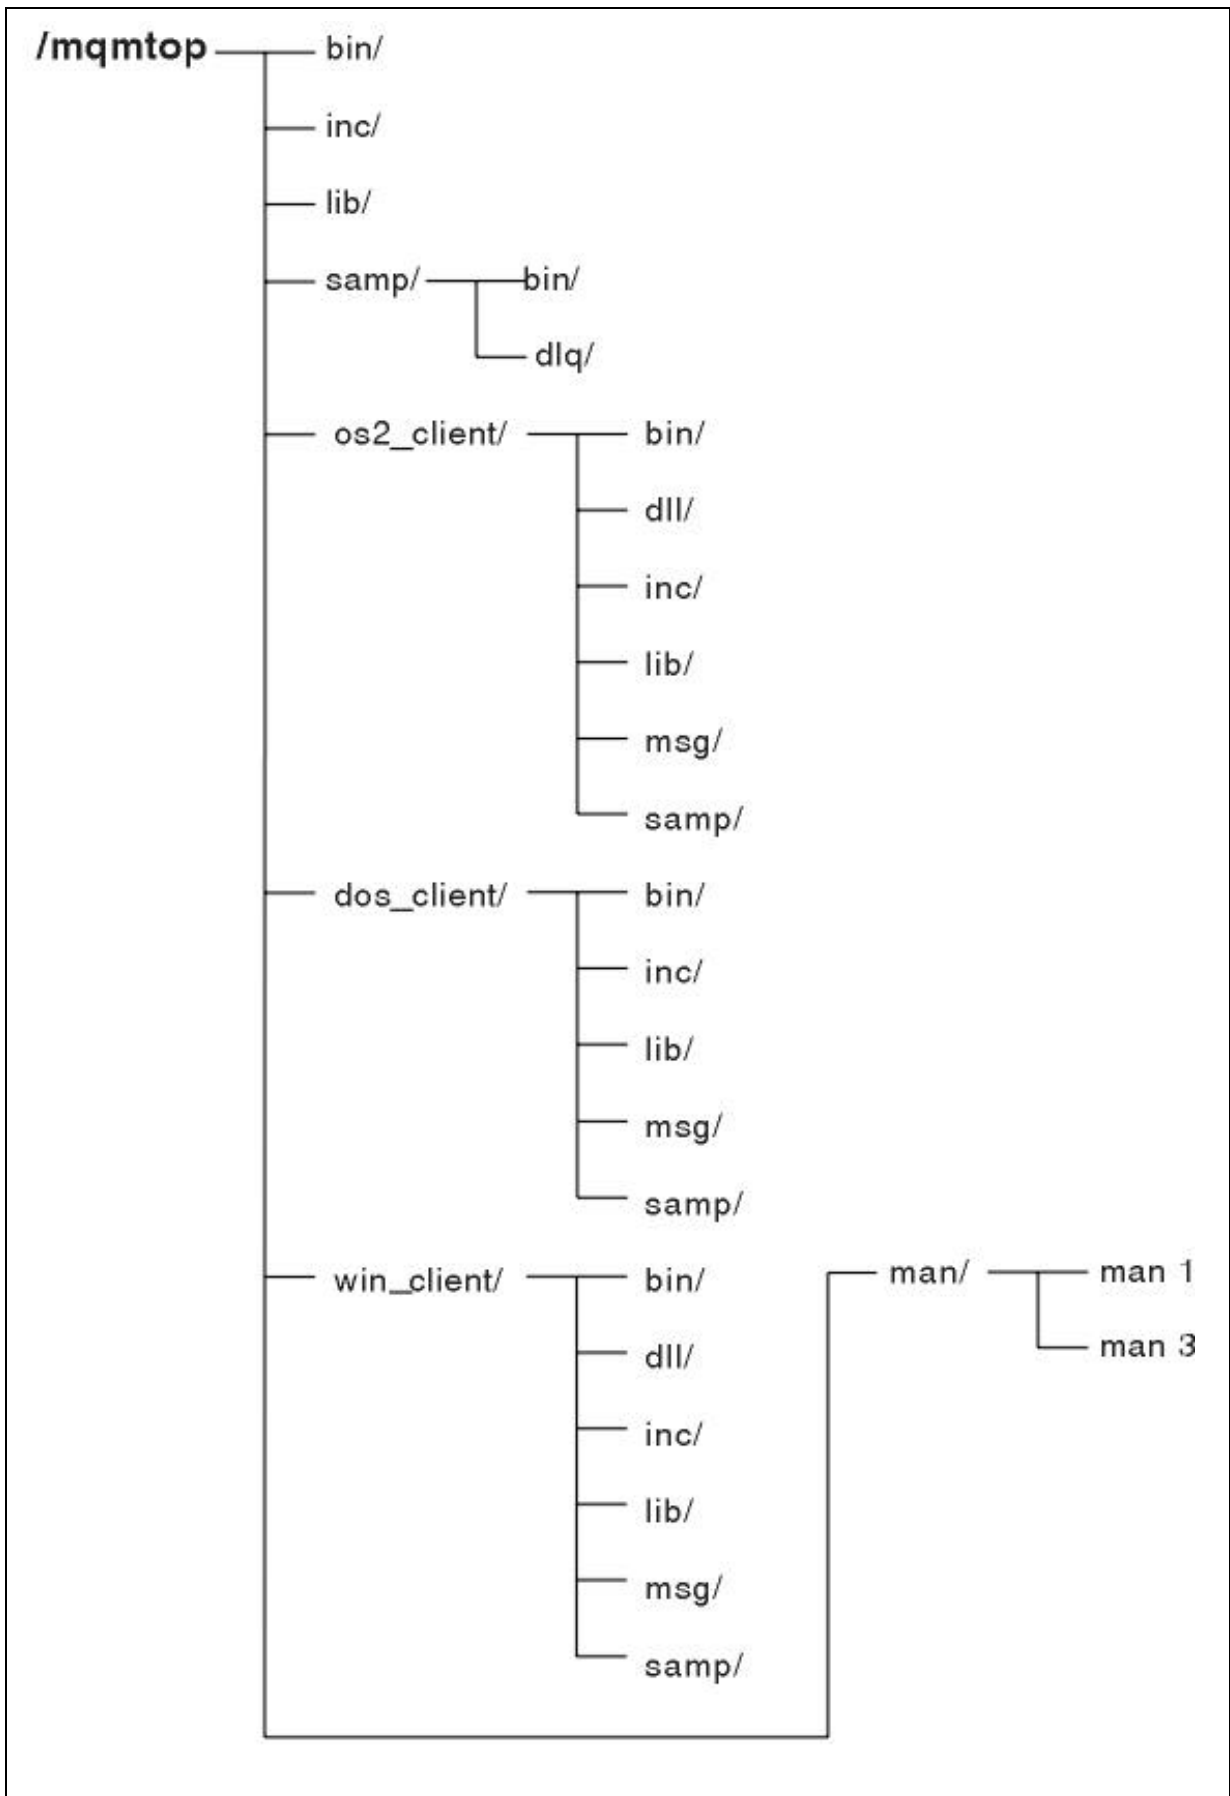 /mqmtop bin/
inc/
lib/
samp/ bin/
dlq/
os2_client/ bin/
dll/
inc/
lib/
msg/
samp/
dos_client/ bin/
inc/
lib/
msg/
samp/
win_client/ bin/ man/ man 1
dll/ man 3
inc/
lib/
msg/
samp/